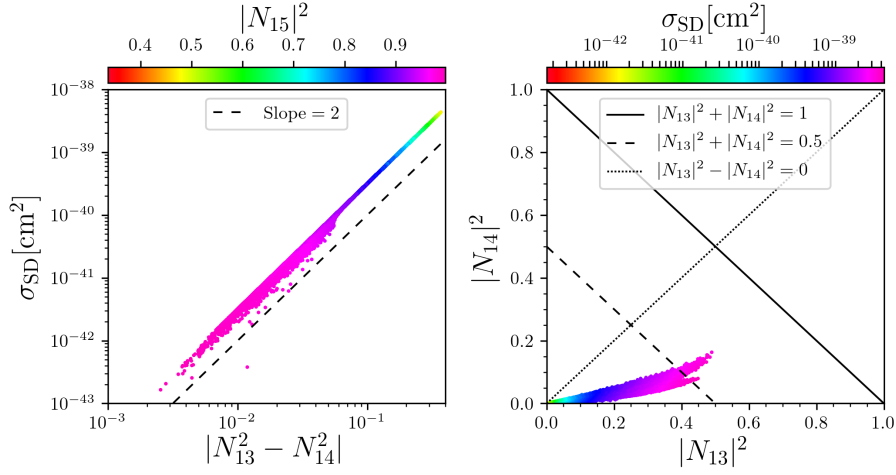 |N₁₅|²
0.4 0.5 0.6 0.7 0.8 0.9
10⁻³⁸
10⁻³⁹
10⁻⁴⁰
10⁻⁴¹
10⁻⁴²
10⁻⁴³
σ_SD[cm²]
Slope = 2
10⁻³ 10⁻² 10⁻¹
|N²₁₃ − N²₁₄|
σ_SD[cm²]
10⁻⁴² 10⁻⁴¹ 10⁻⁴⁰ 10⁻³⁹
1.0
0.8
0.6
0.4
0.2
0.0
|N₁₄|²
|N₁₃|² + |N₁₄|² = 1
|N₁₃|² + |N₁₄|² = 0.5
|N₁₃|² − |N₁₄|² = 0
0.0 0.2 0.4 0.6 0.8 1.0
|N₁₃|²